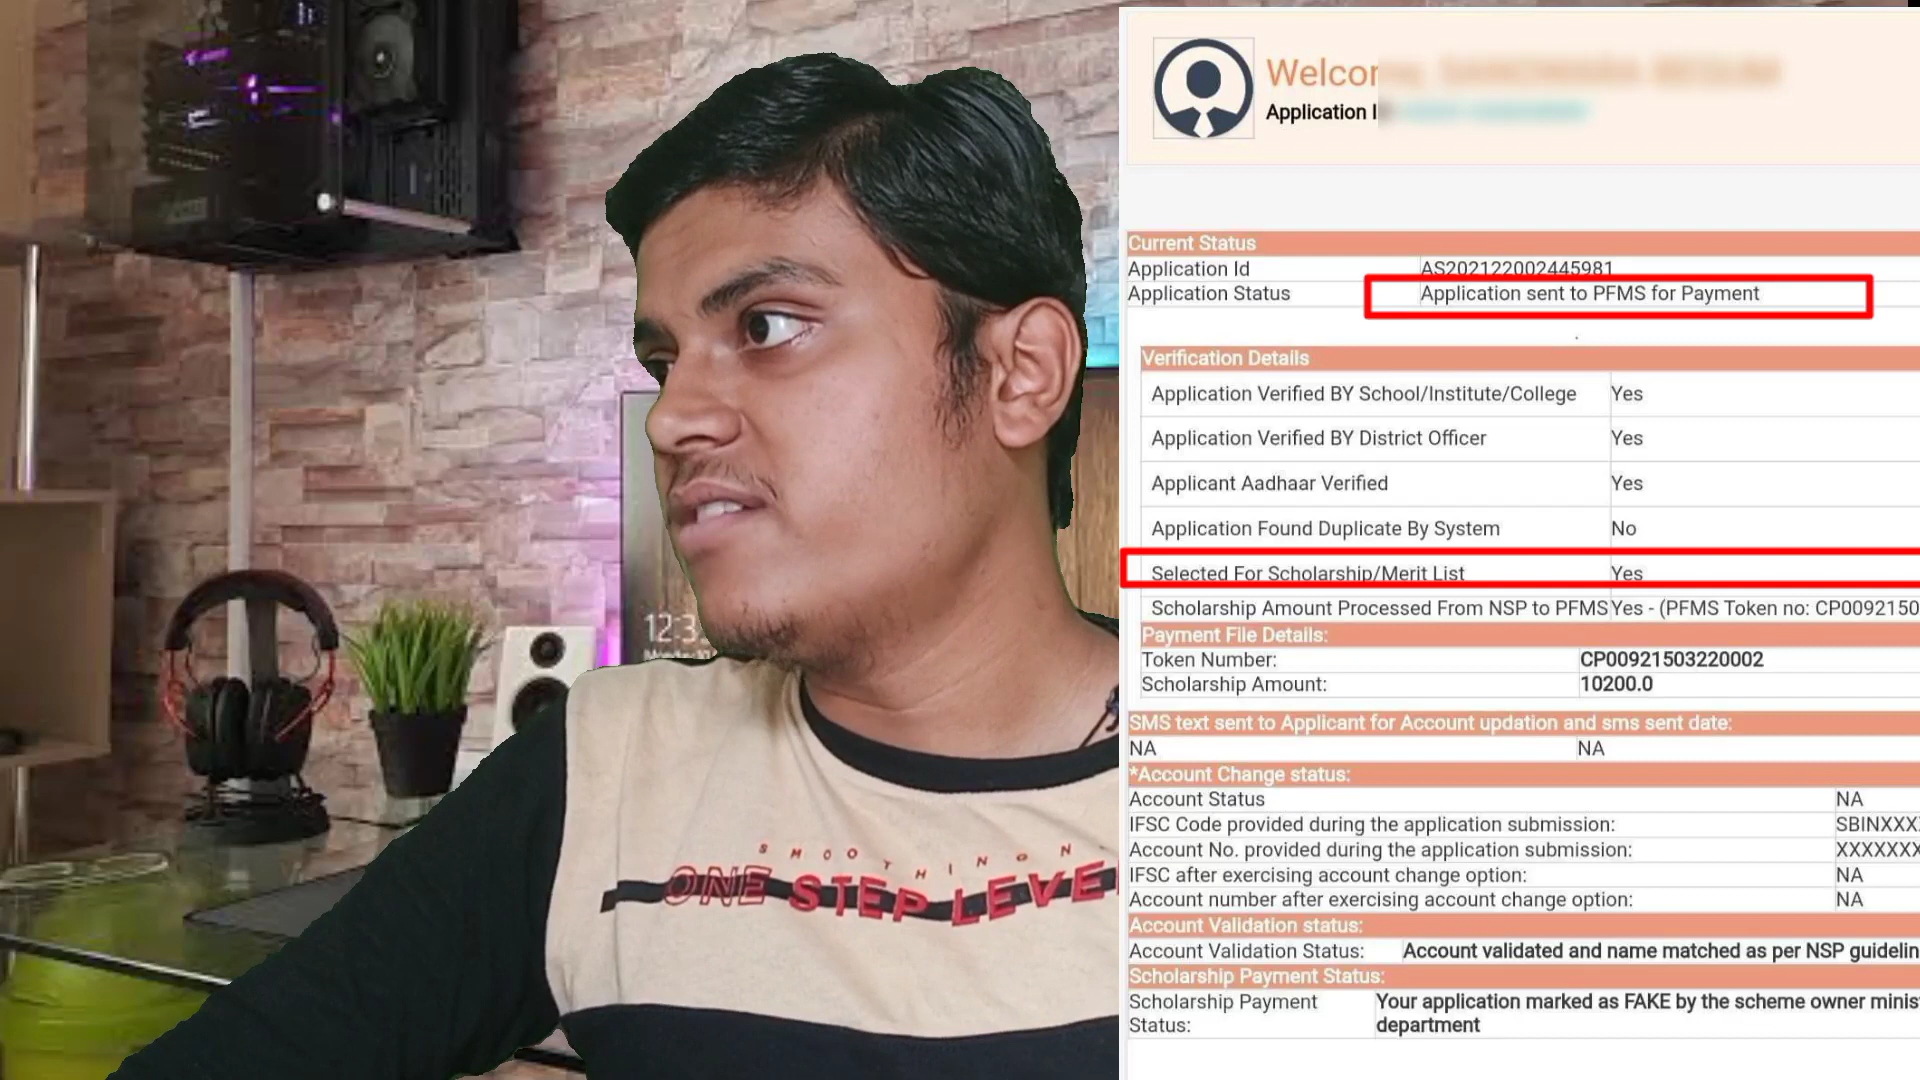 Welco
Application I
Current Status
Application Id AS202122002445981
Application Status Application sent to PFMS for Payment
Verification Details
Application Verified BY School/Institute/College Yes
Application Verified BY District Officer Yes
Applicant Aadhaar Verified Yes
Application Found Duplicate By System No
Selected For Scholarship/Merit List Yes
Scholarship Amount Processed From NSP to PFMS Yes - (PFMS Token no: CP0092150
Payment File Details:
Token Number: CP00921503220002
Scholarship Amount: 10200.0
SMS text sent to Applicant for Account updation and sms sent date:
NA NA
*Account Change status:
Account Status NA
IFSC Code provided during the application submission: SBINXXX
Account No. provided during the application submission: XXXXXXX
IFSC after exercising account change option: NA
Account number after exercising account change option: NA
Account Validation status:
Account Validation Status: Account validated and name matched as per NSP guidelin
Scholarship Payment Status:
Scholarship Payment Your application marked as FAKE by the scheme owner minis
Status: department
12:3
SMOOTHING N
ONE STEP LEVE